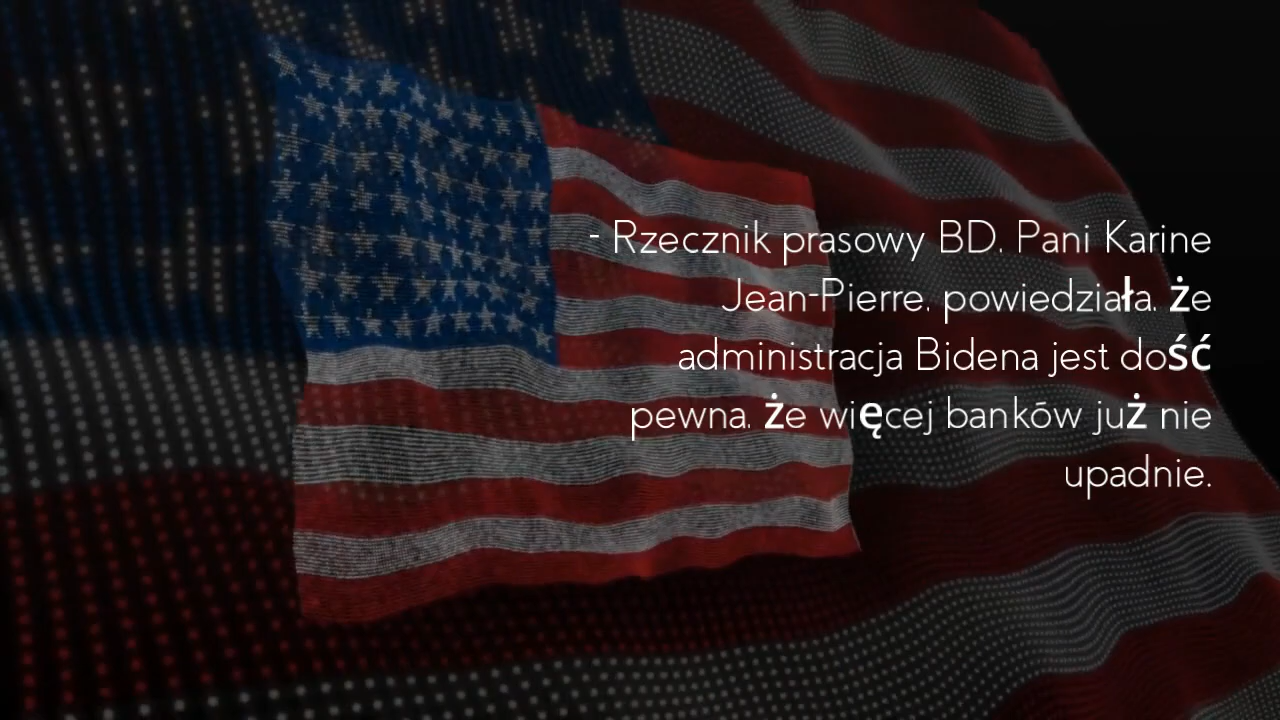 - Rzecznik prasowy BD. Pani Karine
Jean-Pierre. powiedziała. że
administracja Bidena jest dość
pewna. że więcej banków już nie
upadnie.